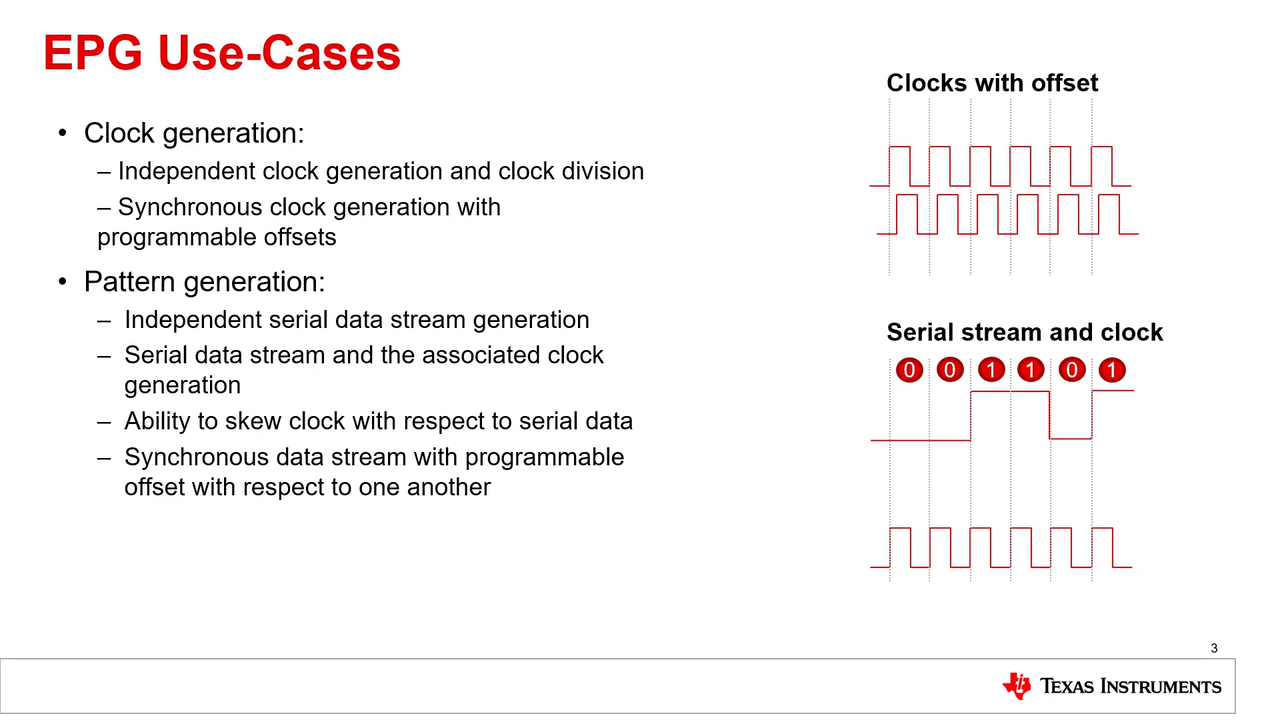 EPG Use-Cases
• Clock generation:
– Independent clock generation and clock division
– Synchronous clock generation with
programmable offsets
• Pattern generation:
– Independent serial data stream generation
– Serial data stream and the associated clock
generation
– Ability to skew clock with respect to serial data
– Synchronous data stream with programmable
offset with respect to one another
Clocks with offset
Serial stream and clock
0 0 1 1 0 1
3
TEXAS INSTRUMENTS